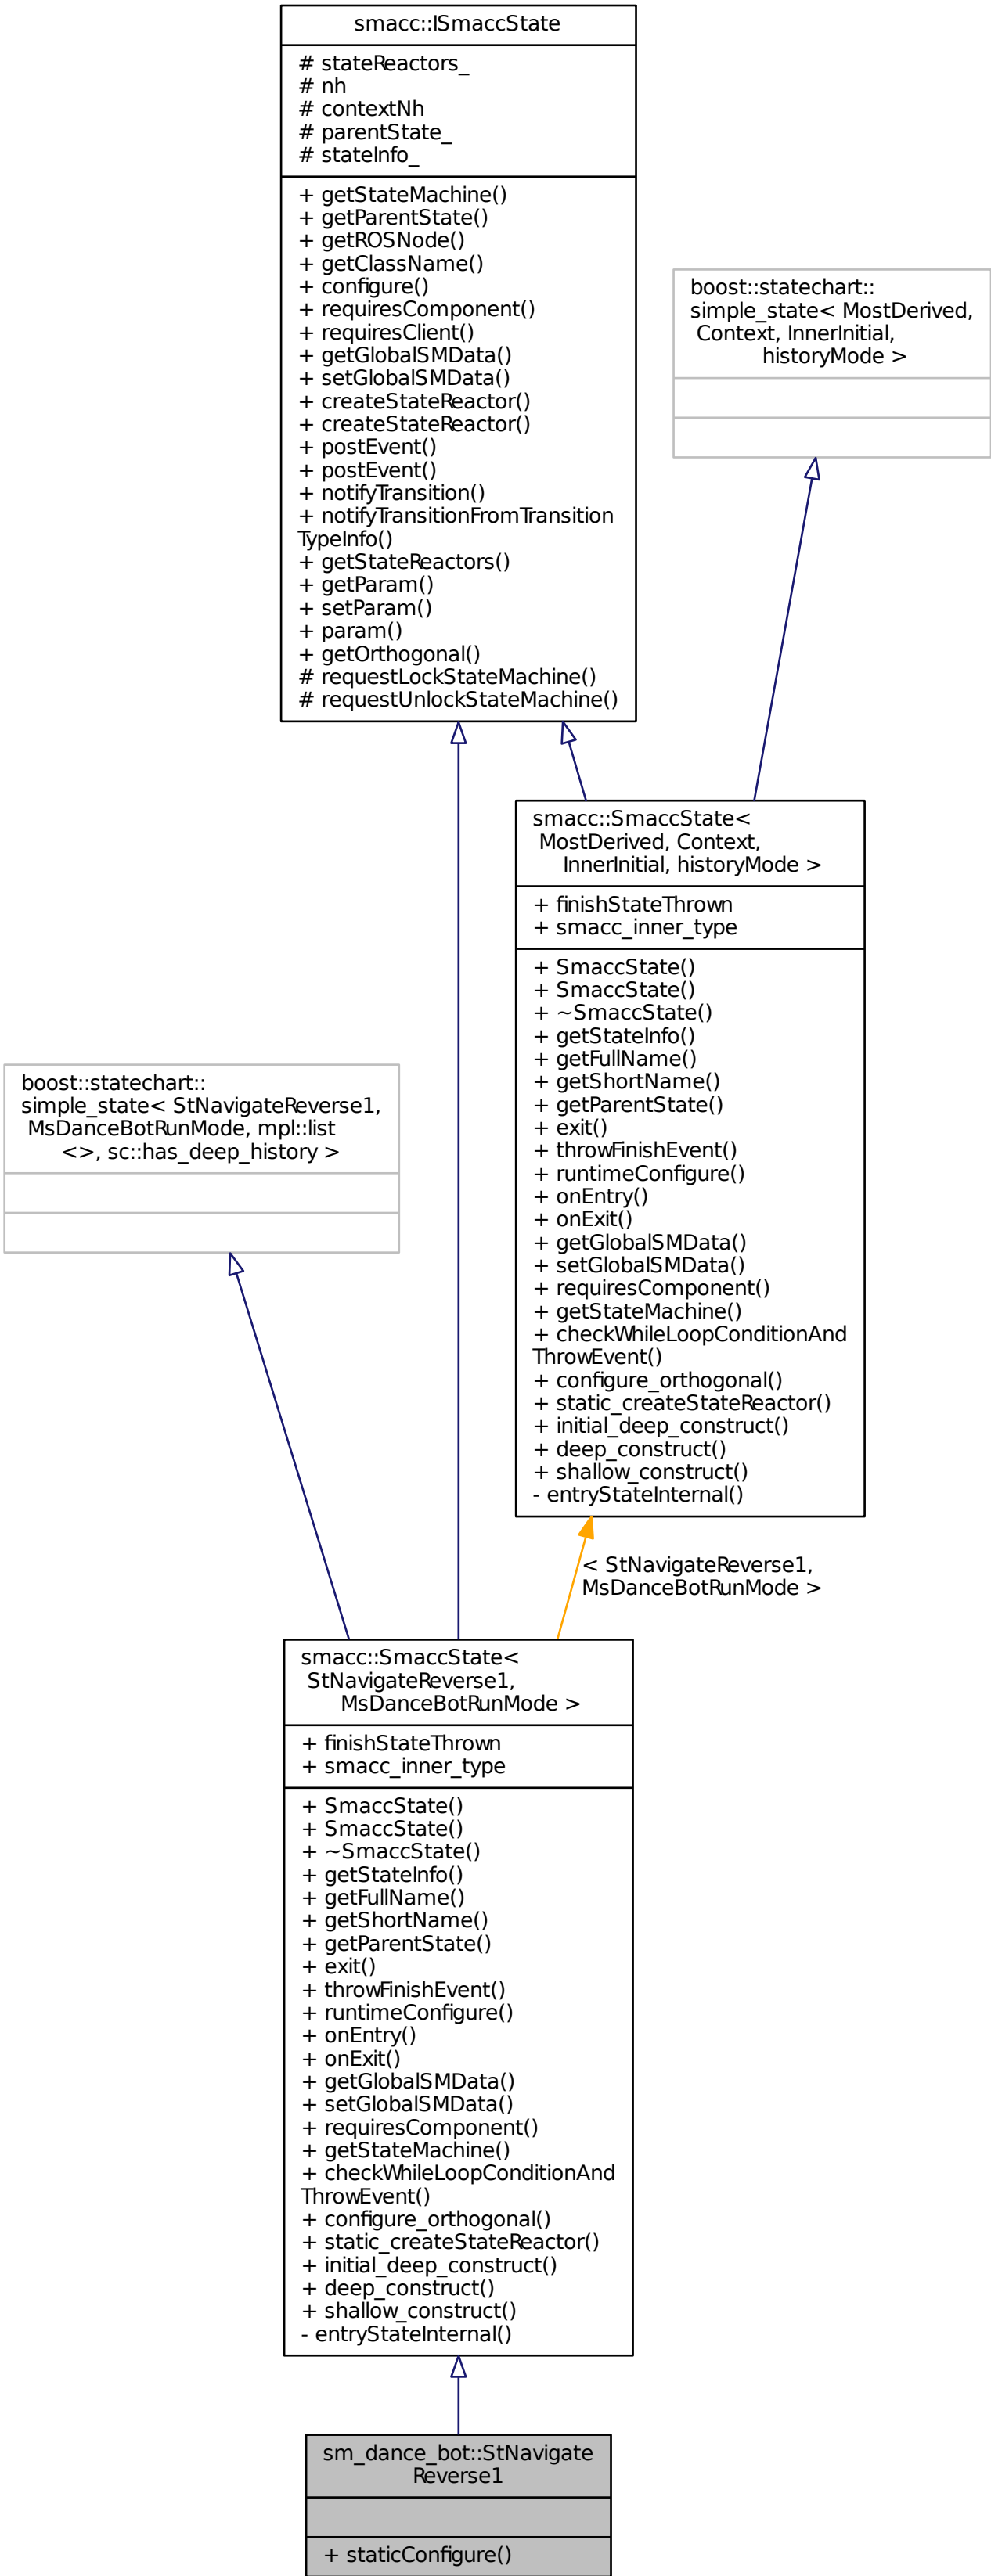 smacc::ISmaccState
# stateReactors_
# nh
# contextNh
# parentState_
# stateInfo_
+ getStateMachine()
+ getParentState()
+ getROSNode()
+ getClassName()
+ configure()
+ requiresComponent()
+ requiresClient()
+ getGlobalSMData()
+ setGlobalSMData()
+ createStateReactor()
+ createStateReactor()
+ postEvent()
+ postEvent()
+ notifyTransition()
+ notifyTransitionFromTransition
TypeInfo()
+ getStateReactors()
+ getParam()
+ setParam()
+ param()
+ getOrthogonal()
# requestLockStateMachine()
# requestUnlockStateMachine()
boost::statechart::
simple_state< MostDerived,
Context, InnerInitial,
historyMode >
smacc::SmaccState<
MostDerived, Context,
InnerInitial, historyMode >
+ finishStateThrown
+ smacc_inner_type
+ SmaccState()
+ SmaccState()
+ ~SmaccState()
+ getStateInfo()
+ getFullName()
+ getShortName()
+ getParentState()
+ exit()
+ throwFinishEvent()
+ runtimeConfigure()
+ onEntry()
+ onExit()
+ getGlobalSMData()
+ setGlobalSMData()
+ requiresComponent()
+ getStateMachine()
+ checkWhileLoopConditionAnd
ThrowEvent()
+ configure_orthogonal()
+ static_createStateReactor()
+ initial_deep_construct()
+ deep_construct()
+ shallow_construct()
- entryStateInternal()
boost::statechart::
simple_state< StNavigateReverse1,
MsDanceBotRunMode, mpl::list
<>, sc::has_deep_history >
< StNavigateReverse1,
MsDanceBotRunMode >
smacc::SmaccState<
StNavigateReverse1,
MsDanceBotRunMode >
+ finishStateThrown
+ smacc_inner_type
+ SmaccState()
+ SmaccState()
+ ~SmaccState()
+ getStateInfo()
+ getFullName()
+ getShortName()
+ getParentState()
+ exit()
+ throwFinishEvent()
+ runtimeConfigure()
+ onEntry()
+ onExit()
+ getGlobalSMData()
+ setGlobalSMData()
+ requiresComponent()
+ getStateMachine()
+ checkWhileLoopConditionAnd
ThrowEvent()
+ configure_orthogonal()
+ static_createStateReactor()
+ initial_deep_construct()
+ deep_construct()
+ shallow_construct()
- entryStateInternal()
sm_dance_bot::StNavigate
Reverse1
+ staticConfigure()